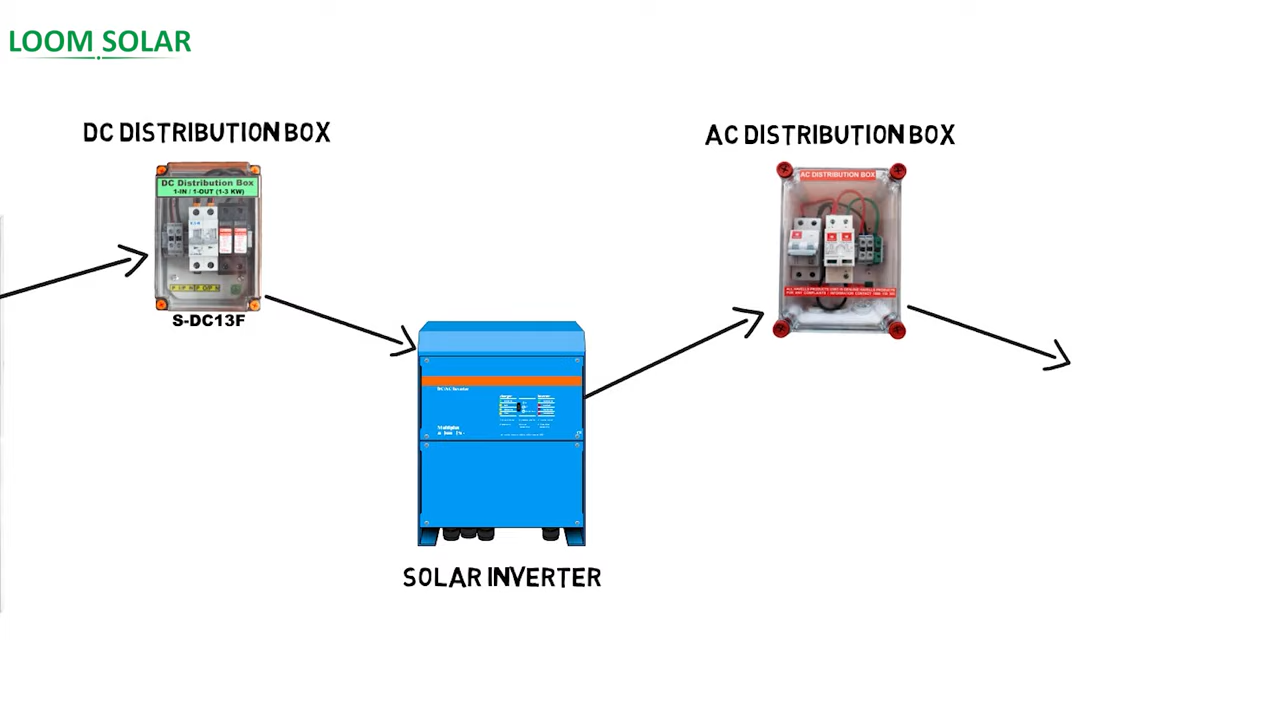 LOOM SOLAR
DC DISTRIBUTION BOX
AC DISTRIBUTION BOX
DC Distribution Box
1-IN / 1-OUT (1-3 KW)
AC DISTRIBUTION BOX
S-DC13F
SOLAR INVERTER